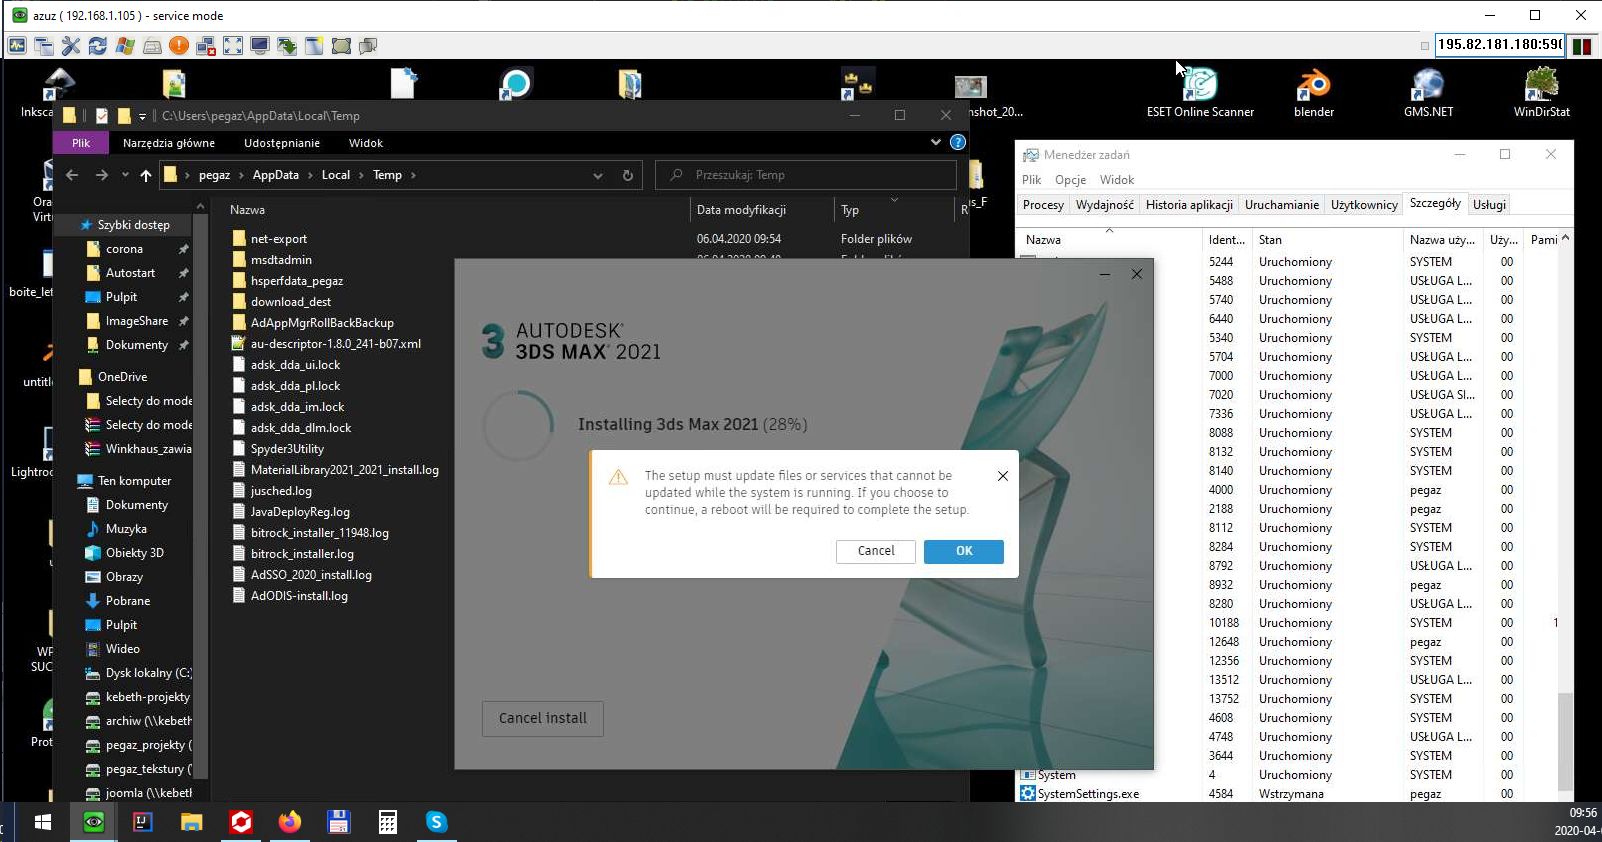 azuz ( 192.168.1.105 ) - service mode
195.82.181.180:590
Inksca
nshot_20...
ESET Online Scanner
blender
GMS.NET
WinDirStat
C:\Users\pegaz\AppData\Local\Temp
Plik
Narzędzia główne
Udostępnianie
Widok
pegaz
AppData
Local
Temp
Przeszukaj: Temp
Ora
Virtu
boite_let
untitle
Lightroo
WP
SUC
Prot
us_F
Szybki dostęp
corona
Autostart
Pulpit
ImageShare
Dokumenty
OneDrive
Selecty do mode
Selecty do mode
Winkhaus_zawia
Ten komputer
Dokumenty
Muzyka
Obiekty 3D
Obrazy
Pobrane
Pulpit
Wideo
Dysk lokalny (C:)
kebeth-projekty
archiw (\\kebeth
pegaz_projekty (
pegaz_tekstury (\
joomla (\\kebeth
Nazwa
Data modyfikacji
Typ
R
net-export
06.04.2020 09:54
Folder plików
msdtadmin
hsperfdata_pegaz
download_dest
AdAppMgrRollBackBackup
au-descriptor-1.8.0_241-b07.xml
adsk_dda_ui.lock
adsk_dda_pl.lock
adsk_dda_im.lock
adsk_dda_dlm.lock
Spyder3Utility
MaterialLibrary2021_2021_install.log
jusched.log
JavaDeployReg.log
bitrock_installer_11948.log
bitrock_installer.log
AdSSO_2020_install.log
AdODIS-install.log
3 AUTODESK®
3DS MAX® 2021
Installing 3ds Max 2021 (28%)
The setup must update files or services that cannot be
updated while the system is running. If you choose to
continue, a reboot will be required to complete the setup.
Cancel
OK
Cancel install
Menedżer zadań
Plik
Opcje
Widok
Procesy
Wydajność
Historia aplikacji
Uruchamianie
Użytkownicy
Szczegóły
Usługi
Nazwa
Ident...
Stan
Nazwa uży...
Uży...
Pami
5244 Uruchomiony SYSTEM 00
5488 Uruchomiony USŁUGA L... 00
5740 Uruchomiony USŁUGA L... 00
6440 Uruchomiony USŁUGA L... 00
5340 Uruchomiony SYSTEM 00
5704 Uruchomiony USŁUGA L... 00
7000 Uruchomiony USŁUGA L... 00
7020 Uruchomiony USŁUGA SI... 00
7336 Uruchomiony USŁUGA L... 00
8088 Uruchomiony SYSTEM 00
8132 Uruchomiony USŁUGA L... 00
8140 Uruchomiony SYSTEM 00
4000 Uruchomiony pegaz 00
2188 Uruchomiony pegaz 00
8112 Uruchomiony SYSTEM 00
8284 Uruchomiony SYSTEM 00
8792 Uruchomiony USŁUGA L... 00
8932 Uruchomiony pegaz 00
8280 Uruchomiony USŁUGA L... 00
10188 Uruchomiony SYSTEM 00 1
12648 Uruchomiony pegaz 00
12356 Uruchomiony SYSTEM 00
13512 Uruchomiony USŁUGA L... 00
13752 Uruchomiony SYSTEM 00
4608 Uruchomiony SYSTEM 00
4748 Uruchomiony USŁUGA L... 00
3644 Uruchomiony SYSTEM 00
System 4 Uruchomiony SYSTEM 00
SystemSettings.exe 4584 Wstrzymana pegaz 00
09:56
2020-04-